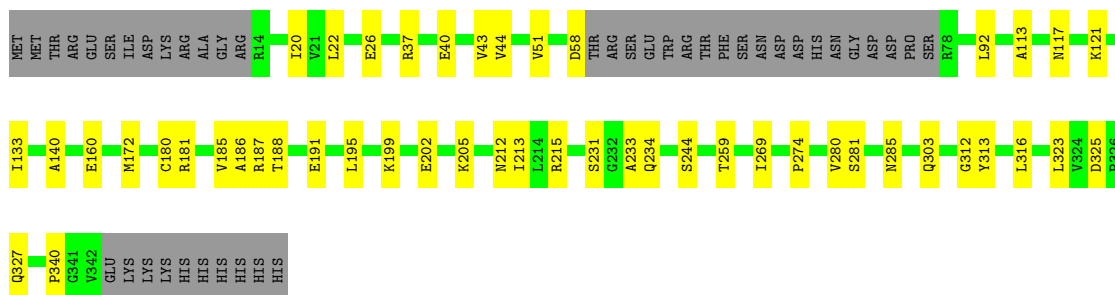 MET MET THR ARG GLU SER ILE ASP LYS ARG ALA GLY ARG R14 I20 V21 L22 E26 R37 E40 V43 V44 V51 D58 THR ARG SER GLU TRP ARG THR PHE SER ASN ASP ASP HIS ASN GLY ASP ASP PRO SER R78 L92 A113 N117 K121
I133 A140 E160 M172 C180 R181 V185 A186 R187 T188 E191 L195 K199 E202 K205 N212 I213 L214 R215 S231 G232 A233 Q234 S244 T259 I269 P274 V280 S281 N285 Q303 G312 Y313 L316 L323 V324 D325
Q327 P340 G341 V342 GLU LYS LYS LYS HIS HIS HIS HIS HIS HIS